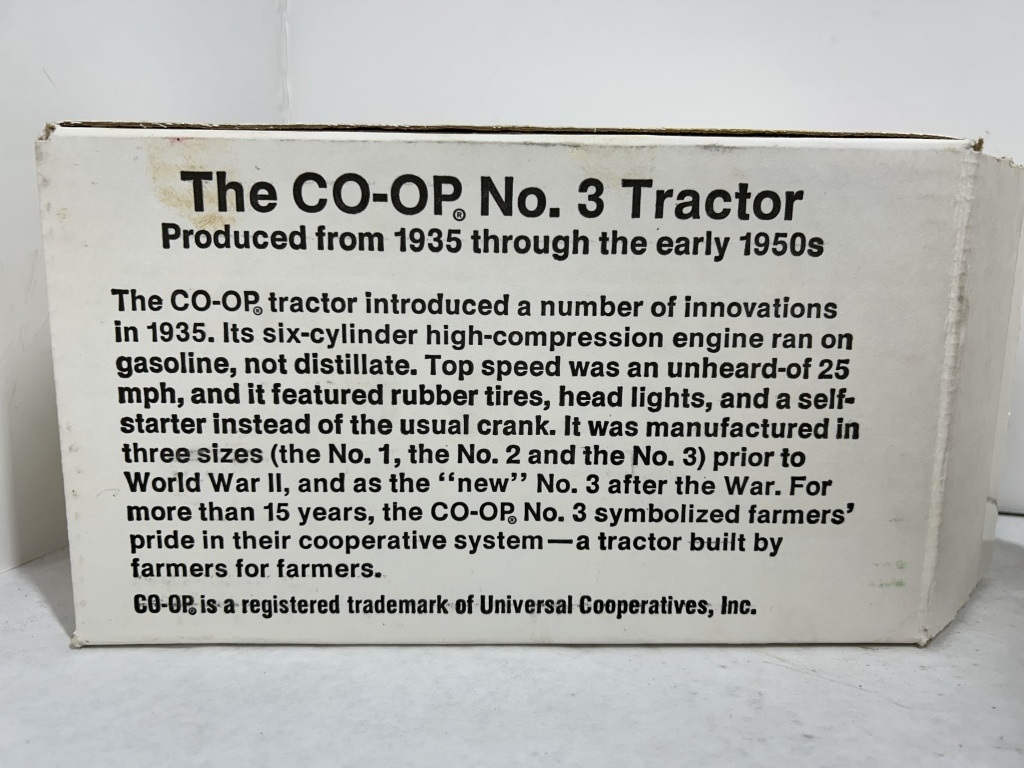 The CO-OP® No. 3 Tractor
Produced from 1935 through the early 1950s
The CO-OP® tractor introduced a number of innovations
in 1935. Its six-cylinder high-compression engine ran on
gasoline, not distillate. Top speed was an unheard-of 25
mph, and it featured rubber tires, head lights, and a self-
starter instead of the usual crank. It was manufactured in
three sizes (the No. 1, the No. 2 and the No. 3) prior to
World War II, and as the “new” No. 3 after the War. For
more than 15 years, the CO-OP® No. 3 symbolized farmers’
pride in their cooperative system—a tractor built by
farmers for farmers.
CO-OP® is a registered trademark of Universal Cooperatives, Inc.